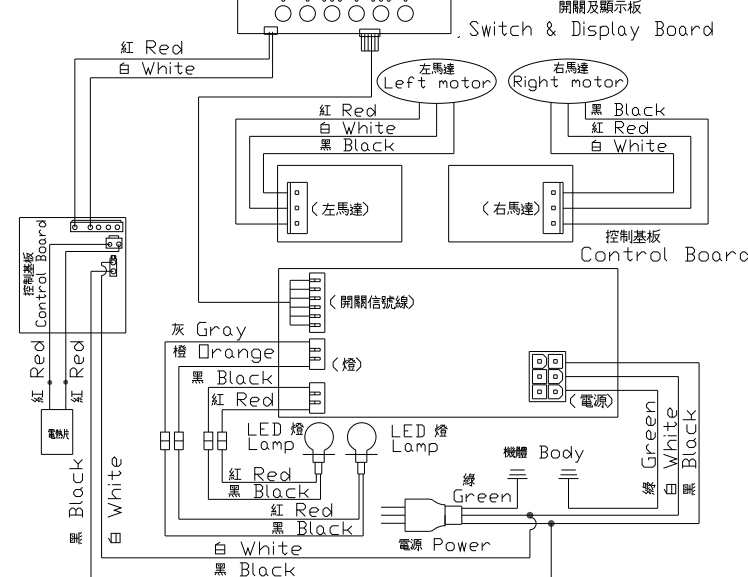 開關及顯示板
Switch & Display Board
紅 Red
白 White
左馬達
Left motor
右馬達
Right motor
紅 Red
白 White
黑 Black
黑 Black
紅 Red
白 White
(左馬達)
(右馬達)
控制基板
Control Board
控制基板
Control Board
(開關信號線)
灰 Gray
橙 Orange
(燈)
黑 Black
紅 Red
(電源)
紅 Red
紅 Red
電熱片
LED 燈
Lamp
LED 燈
Lamp
紅 Red
黑 Black
紅 Red
黑 Black
機體 Body
綠
Green
綠 Green
白 White
黑 Black
黑 Black
白 White
電源 Power
白 White
黑 Black